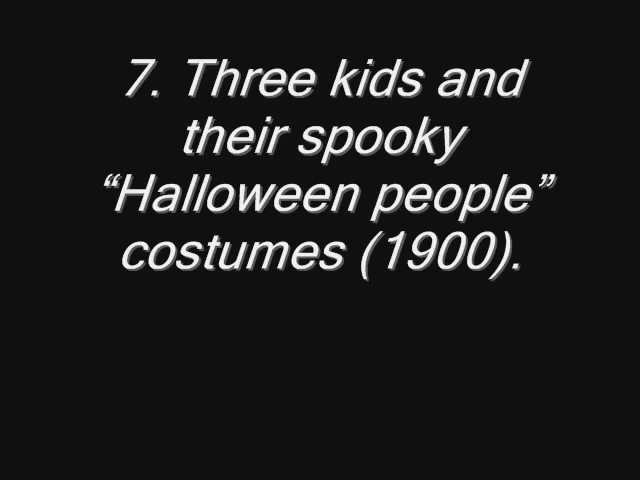 7. Three kids and
their spooky
“Halloween people”
costumes (1900).